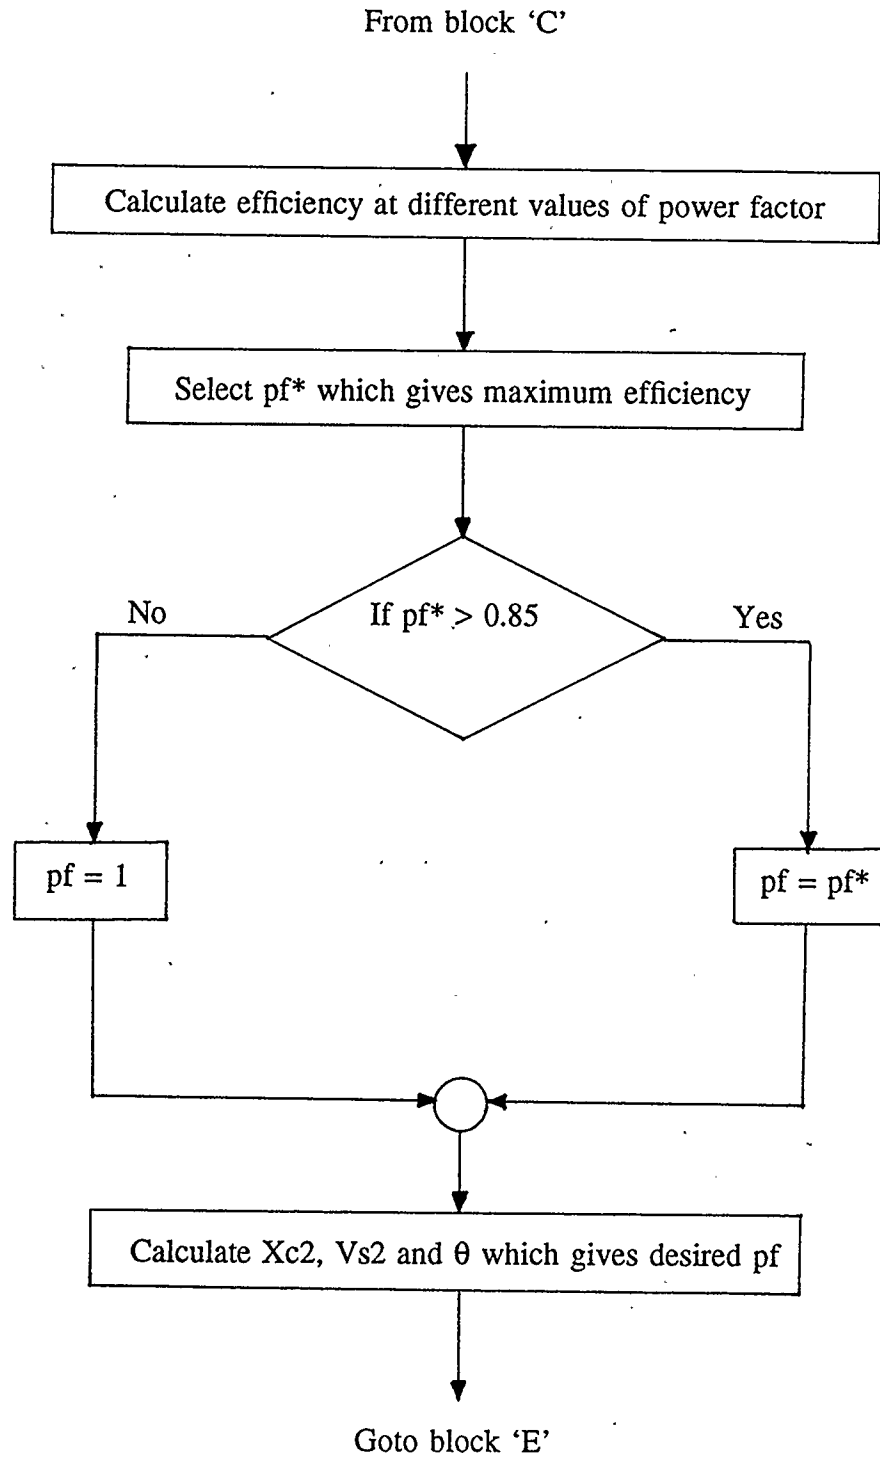 From block ‘C’
Calculate efficiency at different values of power factor
Select pf* which gives maximum efficiency
If pf* > 0.85
No
Yes
pf = 1
pf = pf*
Calculate Xc2, Vs2 and θ which gives desired pf
Goto block ‘E’